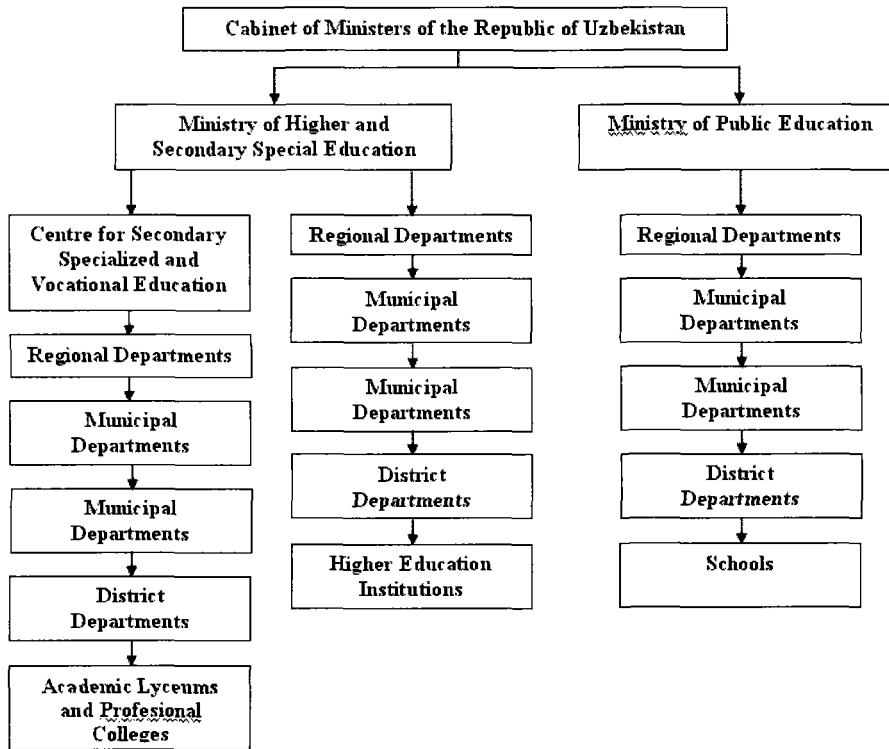 Cabinet of Ministers of the Republic of Uzbekistan
Ministry of Higher and
Secondary Special Education
Ministry of Public Education
Centre for Secondary
Specialized and
Vocational Education
Regional Departments
Municipal
Departments
Municipal
Departments
District
Departments
Academic Lyceums
and Profesional
Colleges
Regional Departments
Municipal
Departments
Municipal
Departments
District
Departments
Higher Education
Institutions
Regional Departments
Municipal
Departments
Municipal
Departments
District
Departments
Schools